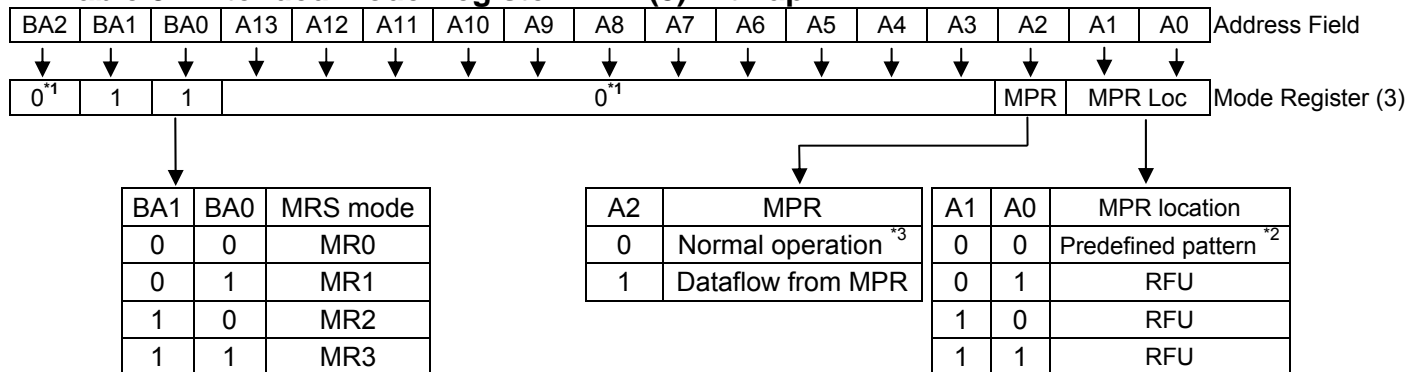 BA2 BA1 BA0 A13 A12 A11 A10 A9 A8 A7 A6 A5 A4 A3 A2 A1 A0 Address Field
0*1 1 1 0*1 MPR MPR Loc Mode Register (3)
BA1 BA0 MRS mode
0 0 MR0
0 1 MR1
1 0 MR2
1 1 MR3
A2 MPR
0 Normal operation *3
1 Dataflow from MPR
A1 A0 MPR location
0 0 Predefined pattern *2
0 1 RFU
1 0 RFU
1 1 RFU